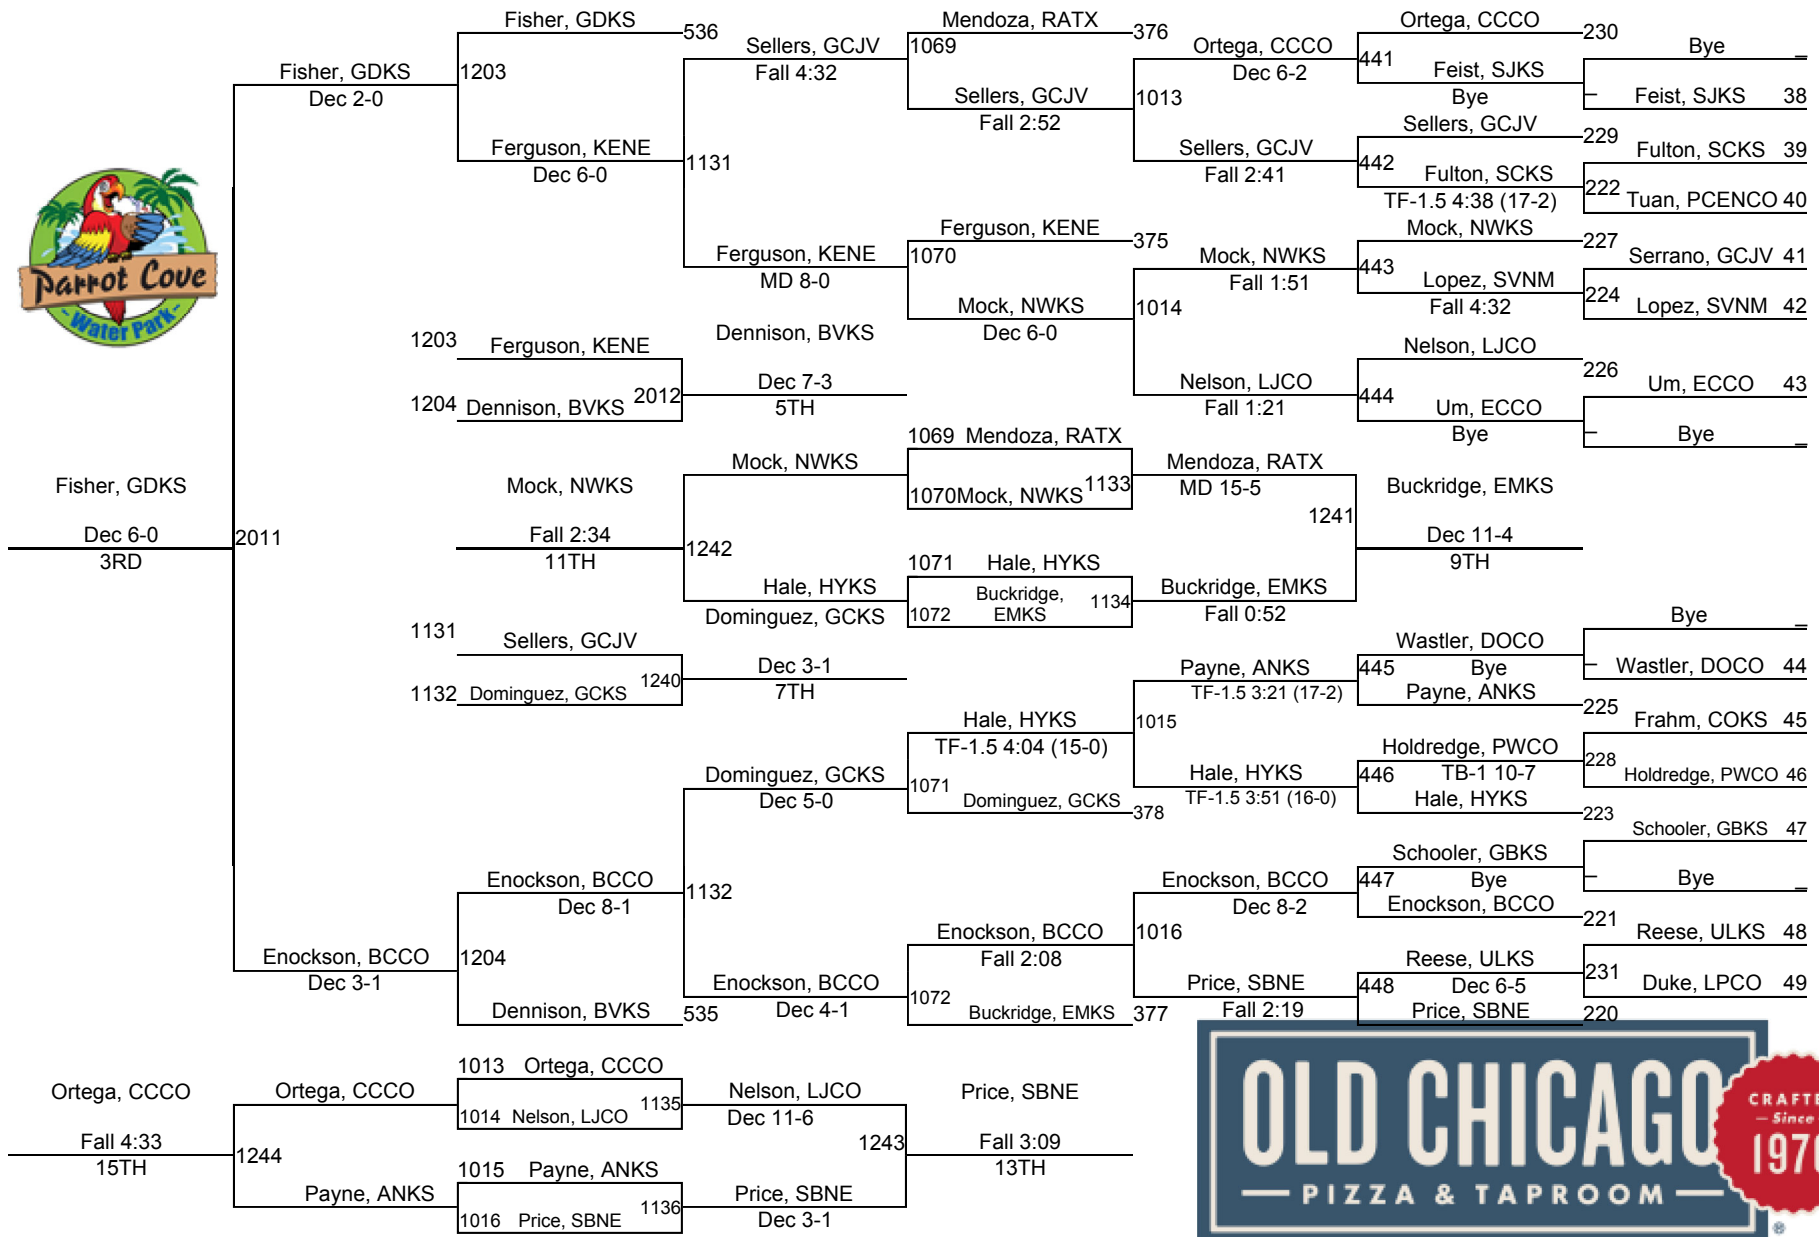 Fisher, GDKS
536
Mendoza, RATX
376
Ortega, CCCO
230
Sellers, GCJV
1069
Ortega, CCCO
Bye
_
Fisher, GDKS
1203
Fall 4:32
Dec 6-2
441
Feist, SJKS
Dec 2-0
Sellers, GCJV
1013
Bye
_
Feist, SJKS 38
Fall 2:52
Sellers, GCJV
229
Ferguson, KENE
Sellers, GCJV
442
Fulton, SCKS 39
Dec 6-0
1131
Fall 2:41
Fulton, SCKS
222
TF-1.5 4:38 (17-2)
Tuan, PCENCO 40
Parrot Cove
- Water Park -
Ferguson, KENE
375
Mock, NWKS
227
Ferguson, KENE
1070
Mock, NWKS
443
Serrano, GCJV 41
MD 8-0
Fall 1:51
Lopez, SVNM
224
Mock, NWKS
1014
Fall 4:32
Lopez, SVNM 42
Dennison, BVKS
Dec 6-0
1203
Ferguson, KENE
Nelson, LJCO
226
Dec 7-3
Nelson, LJCO
444
Um, ECCO 43
1204
Dennison, BVKS
2012
5TH
Fall 1:21
Um, ECCO
Bye
_
Bye
_
1069 Mendoza, RATX
Mock, NWKS
Mendoza, RATX
Fisher, GDKS
Mock, NWKS
1070
Mock, NWKS
1133
MD 15-5
Buckridge, EMKS
1241
Dec 6-0
2011
Fall 2:34
1242
Dec 11-4
3RD
11TH
1071 Hale, HYKS
9TH
Hale, HYKS
Buckridge,
EMKS
1134
Buckridge, EMKS
Dominguez, GCKS
1072
Fall 0:52
Bye
_
1131
Sellers, GCJV
Wastler, DOCO
Dec 3-1
Payne, ANKS
445
Bye
_
Wastler, DOCO 44
1132
Dominguez, GCKS
1240
7TH
TF-1.5 3:21 (17-2)
Payne, ANKS
225
Hale, HYKS
1015
Frahm, COKS 45
TF-1.5 4:04 (15-0)
Holdredge, PWCO
228
Dominguez, GCKS
1071
Hale, HYKS
446
TB-1 10-7
Holdredge, PWCO 46
Dec 5-0
Dominguez, GCKS
378
TF-1.5 3:51 (16-0)
Hale, HYKS
223
Schooler, GBKS 47
Schooler, GBKS
Enockson, BCCO
1132
Enockson, BCCO
447
Bye
_
Bye
_
Dec 8-1
Dec 8-2
Enockson, BCCO
221
Enockson, BCCO
1016
Reese, ULKS 48
Enockson, BCCO
1204
Fall 2:08
Reese, ULKS
231
Dec 3-1
Enockson, BCCO
1072
Price, SBNE
448
Dec 6-5
Duke, LPCO 49
Dennison, BVKS
535
Dec 4-1
Buckridge, EMKS
377
Fall 2:19
Price, SBNE
220
1013 Ortega, CCCO
Ortega, CCCO
Ortega, CCCO
1014 Nelson, LJCO
1135
Nelson, LJCO
Price, SBNE
Dec 11-6
Fall 4:33
1244
1243
Fall 3:09
15TH
1015 Payne, ANKS
13TH
Payne, ANKS
1016 Price, SBNE
1136
Price, SBNE
Dec 3-1
OLD CHICAGO
PIZZA & TAPROOM
Since